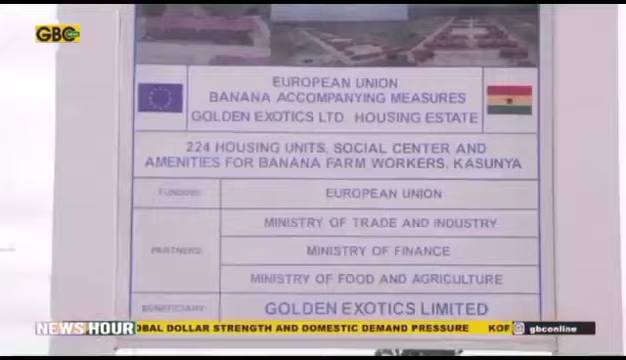 GBC
EUROPEAN UNION
BANANA ACCOMPANYING MEASURES
GOLDEN EXOTICS LTD. HOUSING ESTATE
224 HOUSING UNITS, SOCIAL CENTER AND
AMENITIES FOR BANANA FARM WORKERS, KASUNYA
FUNDING:
EUROPEAN UNION
PARTNERS:
MINISTRY OF TRADE AND INDUSTRY
MINISTRY OF FINANCE
MINISTRY OF FOOD AND AGRICULTURE
BENEFICIARY:
GOLDEN EXOTICS LIMITED
NEWS HOUR
OBAL DOLLAR STRENGTH AND DOMESTIC DEMAND PRESSURE
KOF
gbconline